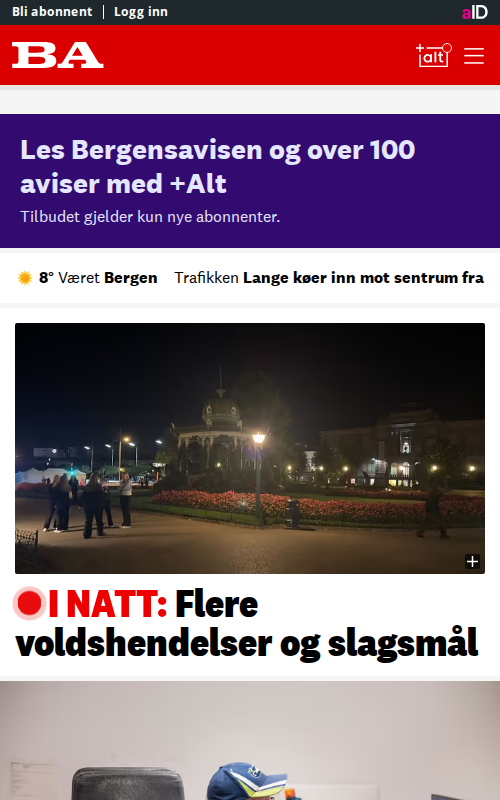 Bli abonnent | Logg inn
aID
BA
+alt
Les Bergensavisen og over 100
aviser med +Alt
Tilbudet gjelder kun nye abonnenter.
8° Været Bergen Trafikken Lange køer inn mot sentrum fra
I NATT: Flere
voldshendelser og slagsmål